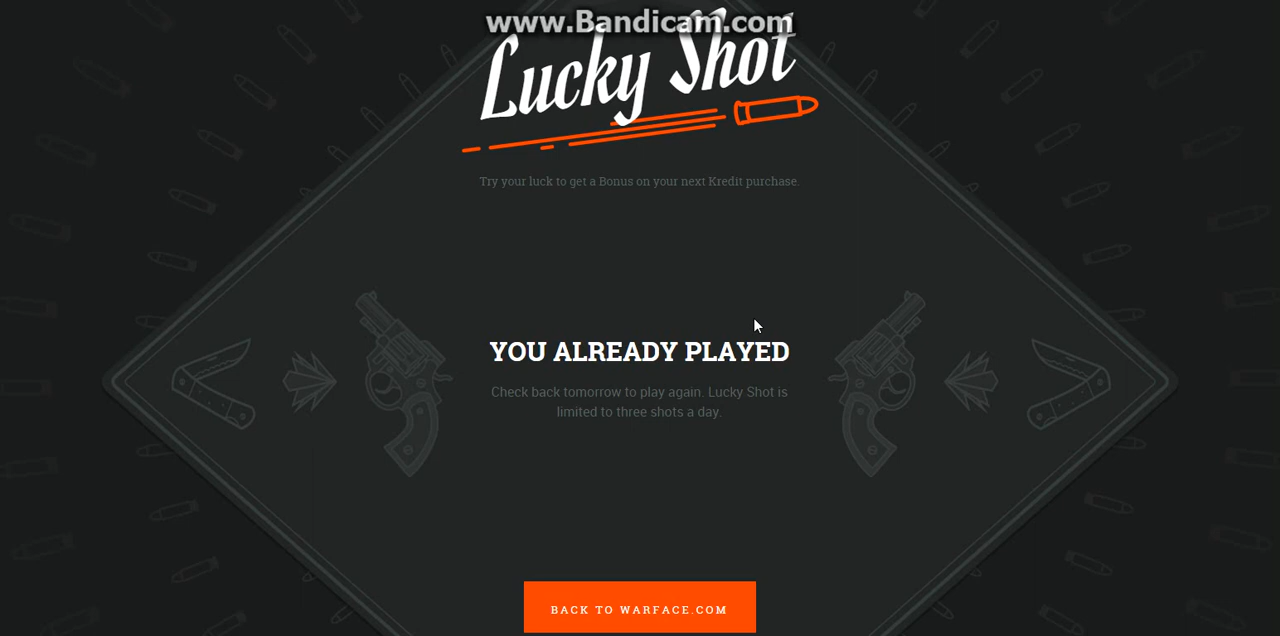 www.Bandicam.com
Lucky Shot
Try your luck to get a Bonus on your next Kredit purchase.
YOU ALREADY PLAYED
Check back tomorrow to play again. Lucky Shot is
limited to three shots a day.
BACK TO WARFACE.COM